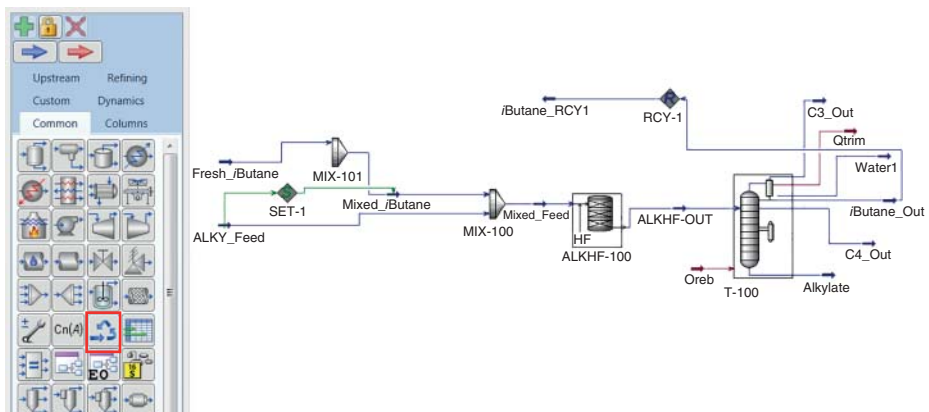 Upstream Refining
Custom Dynamics
Common Columns
Cn(A)
EO
16
S
iButane_RCY1
R
RCY-1
C3_Out
Qtrim
Water1
Fresh_iButane
MIX-101
S
SET-1
Mixed_iButane
ALKY_Feed
MIX-100
Mixed_Feed
HF
ALKHF-100
ALKHF-OUT
iButane_Out
C4_Out
Oreb
T-100
Alkylate